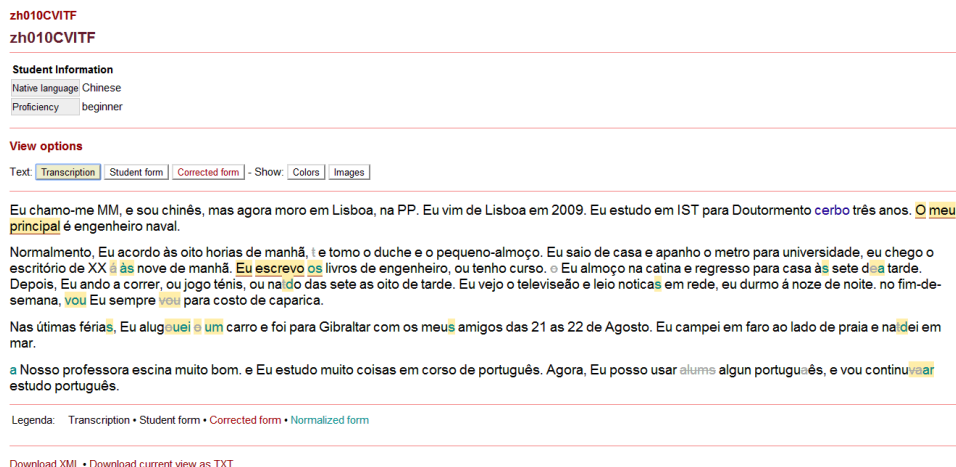 zh010CVITF
zh010CVITF
Student Information
Native language Chinese
Proficiency beginner
View options
Text: Transcription Student form Corrected form - Show: Colors Images
Eu chamo-me MM, e sou chinês, mas agora moro em Lisboa, na PP. Eu vim de Lisboa em 2009. Eu estudo em IST para Doutormento cerbo três anos. O meu
principal é engenheiro naval.
Normalmento, Eu acordo às oito horias de manhã, t e tomo o duche e o pequeno-almoço. Eu saio de casa e apanho o metro para universidade, eu chego o
escritório de XX á às nove de manhã. Eu escrevo os livros de engenheiro, ou tenho curso. e Eu almoço na catina e regresso para casa às sete dea tarde.
Depois, Eu ando a correr, ou jogo ténis, ou natdo das sete as oito de tarde. Eu vejo o televiseão e leio noticas em rede, eu durmo á noze de noite. no fim-de-
semana, vou Eu sempre vou para costo de caparica.
Nas útimas férias, Eu alugouei e um carro e foi para Gibraltar com os meus amigos das 21 as 22 de Agosto. Eu campei em faro ao lado de praia e natdei em
mar.
a Nosso professora escina muito bom. e Eu estudo muito coisas em corso de português. Agora, Eu posso usar alums algun portuguaês, e vou continuvaar
estudo português.
Legenda: Transcription • Student form • Corrected form • Normalized form
Download XML • Download current view as TXT